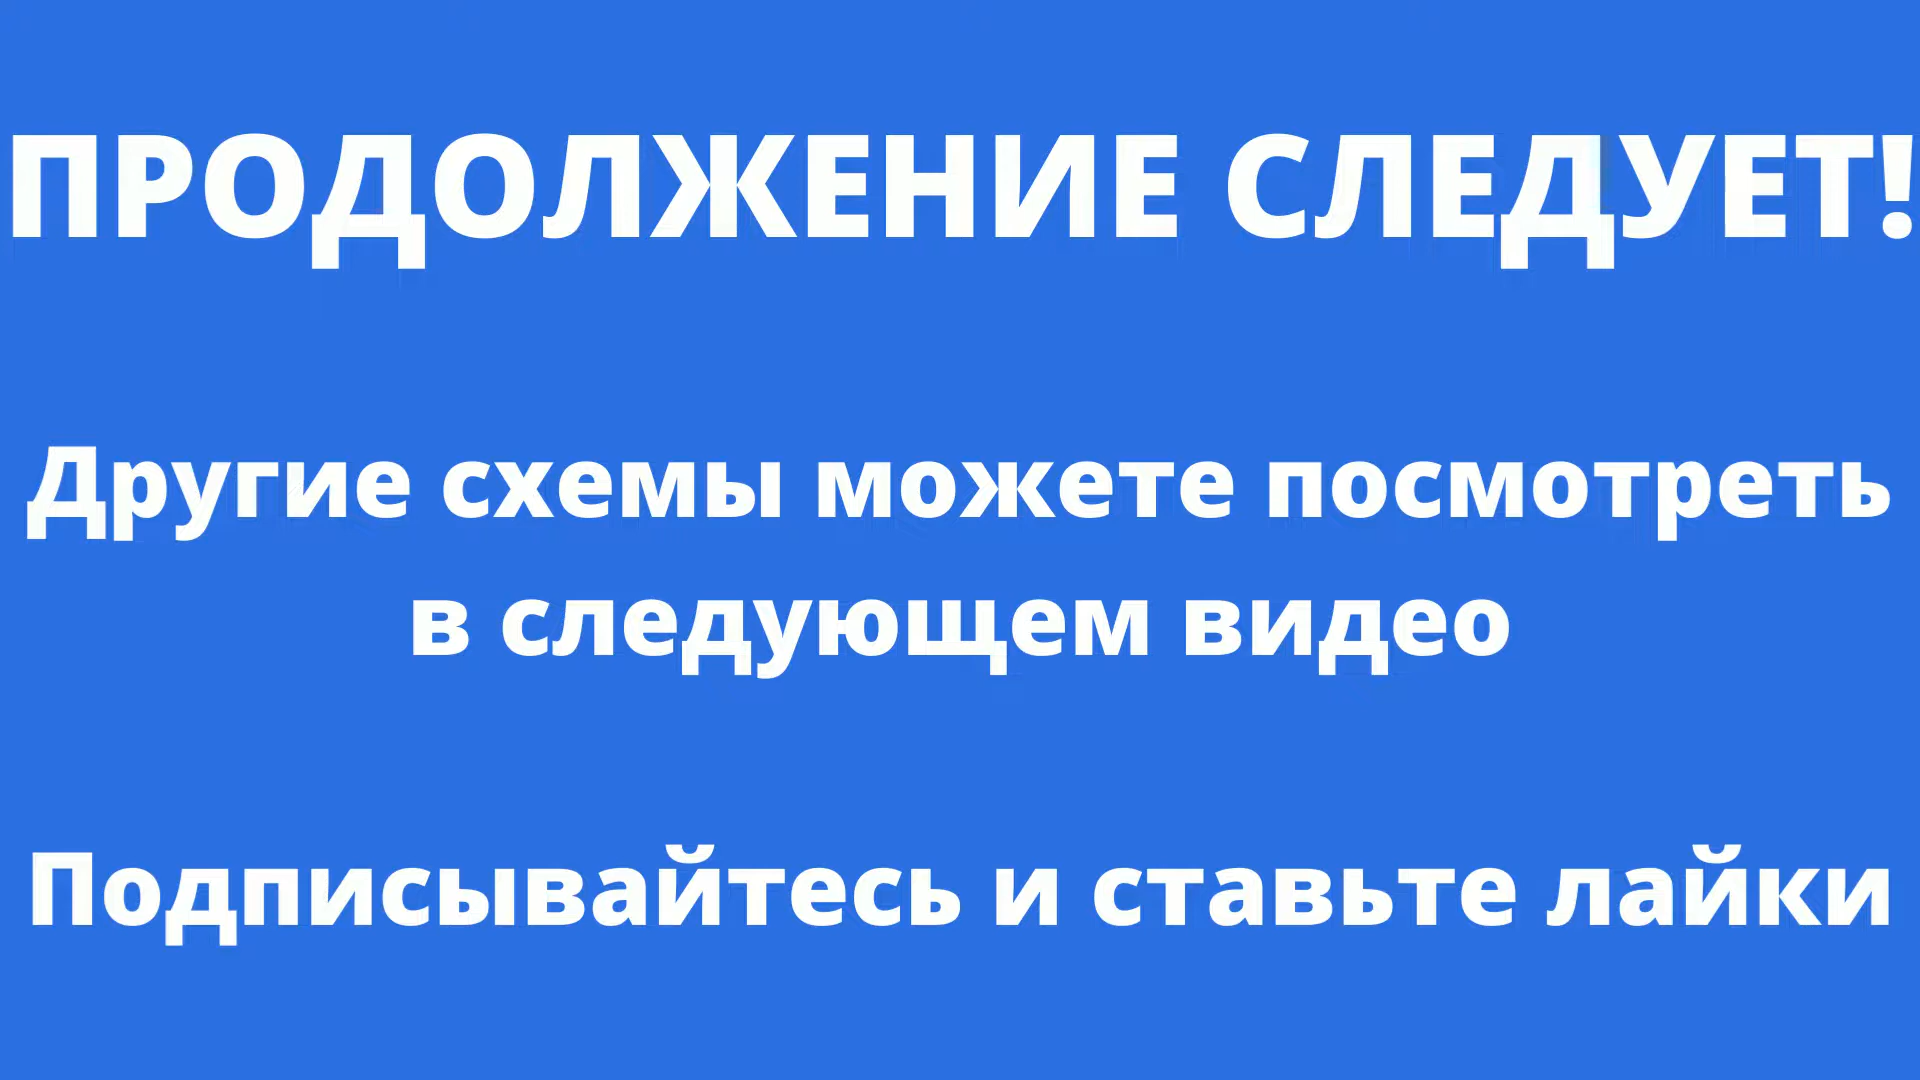 ПРОДОЛЖЕНИЕ СЛЕДУЕТ!
Другие схемы можете посмотреть
в следующем видео
Подписывайтесь и ставьте лайки